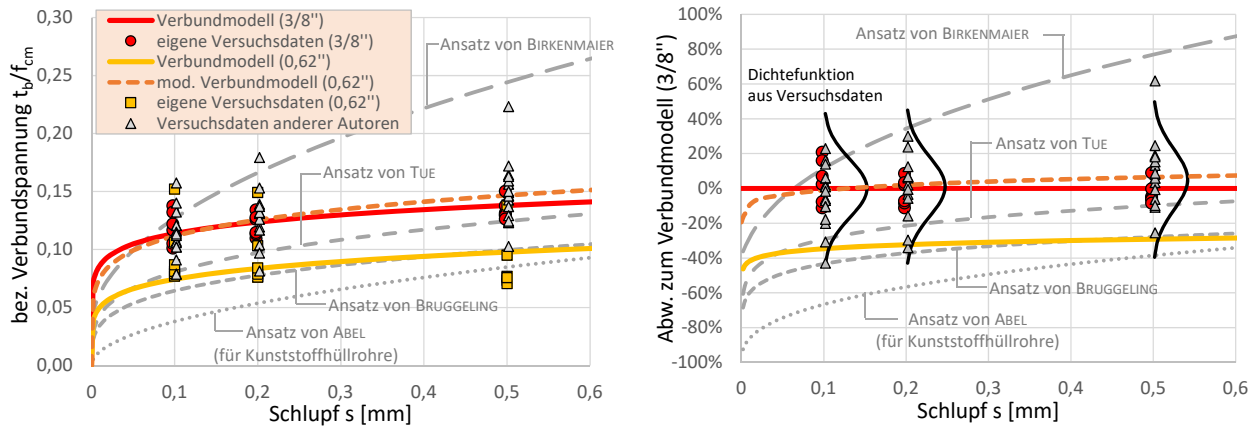 bez. Verbundspannung t_b/f_cm
0,30
0,25
0,20
0,15
0,10
0,05
0,00
Verbundmodell (3/8'')
eigene Versuchsdaten (3/8'')
Verbundmodell (0,62'')
mod. Verbundmodell (0,62'')
eigene Versuchsdaten (0,62'')
Versuchsdaten anderer Autoren
Ansatz von BIRKENMAIER
Ansatz von TUE
Ansatz von BRUGGELING
Ansatz von ABEL
(für Kunststoffhüllrohre)
0
0,1
0,2
0,3
0,4
0,5
0,6
Schlupf s [mm]
Abw. zum Verbundmodell (3/8'')
100%
80%
60%
40%
20%
0%
-20%
-40%
-60%
-80%
-100%
Ansatz von BIRKENMAIER
Dichtefunktion
aus Versuchsdaten
Ansatz von TUE
Ansatz von BRUGGELING
Ansatz von ABEL
(für Kunststoffhüllrohre)
0
0,1
0,2
0,3
0,4
0,5
0,6
Schlupf s [mm]